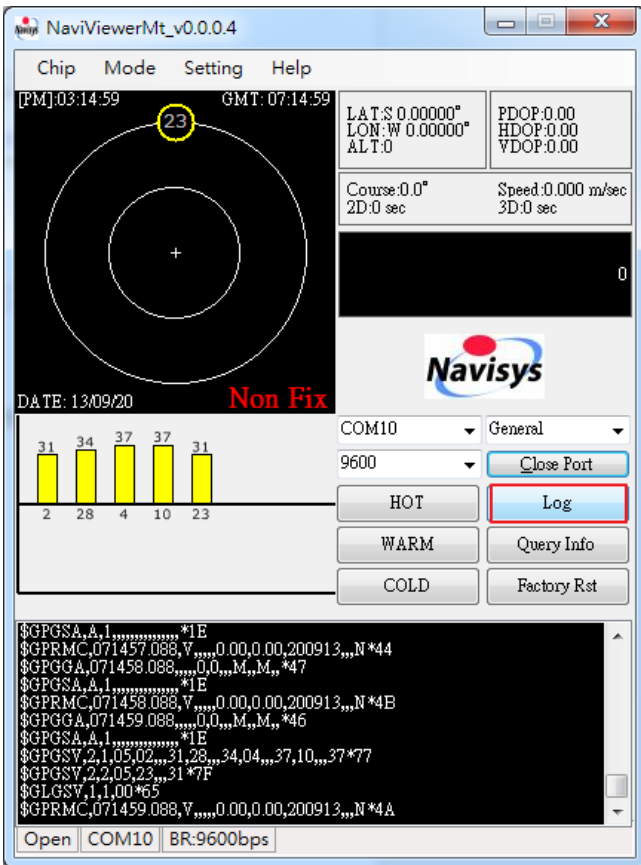 NaviViewerMt_v0.0.0.4
Chip Mode Setting Help
[PM]:03:14:59 GMT: 07:14:59
23
DATE: 13/09/20 Non Fix
LAT:S 0.00000°
LON:W 0.00000°
ALT:0
PDOP:0.00
HDOP:0.00
VDOP:0.00
Course:0.0° Speed:0.000 m/sec
2D:0 sec 3D:0 sec
0
Navisys
31 34 37 37 31
2 28 4 10 23
COM10 General
9600 Close Port
HOT Log
WARM Query Info
COLD Factory Rst
$GPGSA,A,1,,,,,,,,,,,,,,,*1E
$GPRMC,071457.088,V,,,,,0.00,0.00,200913,,,N*44
$GPGGA,071458.088,,,,,0,0,,,M,,M,,*47
$GPGSA,A,1,,,,,,,,,,,,,,,*1E
$GPRMC,071458.088,V,,,,,0.00,0.00,200913,,,N*4B
$GPGGA,071459.088,,,,,0,0,,,M,,M,,*46
$GPGSA,A,1,,,,,,,,,,,,,,,*1E
$GPGSV,2,1,05,02,,,31,28,,,34,04,,,37,10,,,37*77
$GPGSV,2,2,05,23,,,31*7F
$GLGSV,1,1,00*65
$GPRMC,071459.088,V,,,,,0.00,0.00,200913,,,N*4A
Open COM10 BR:9600bps